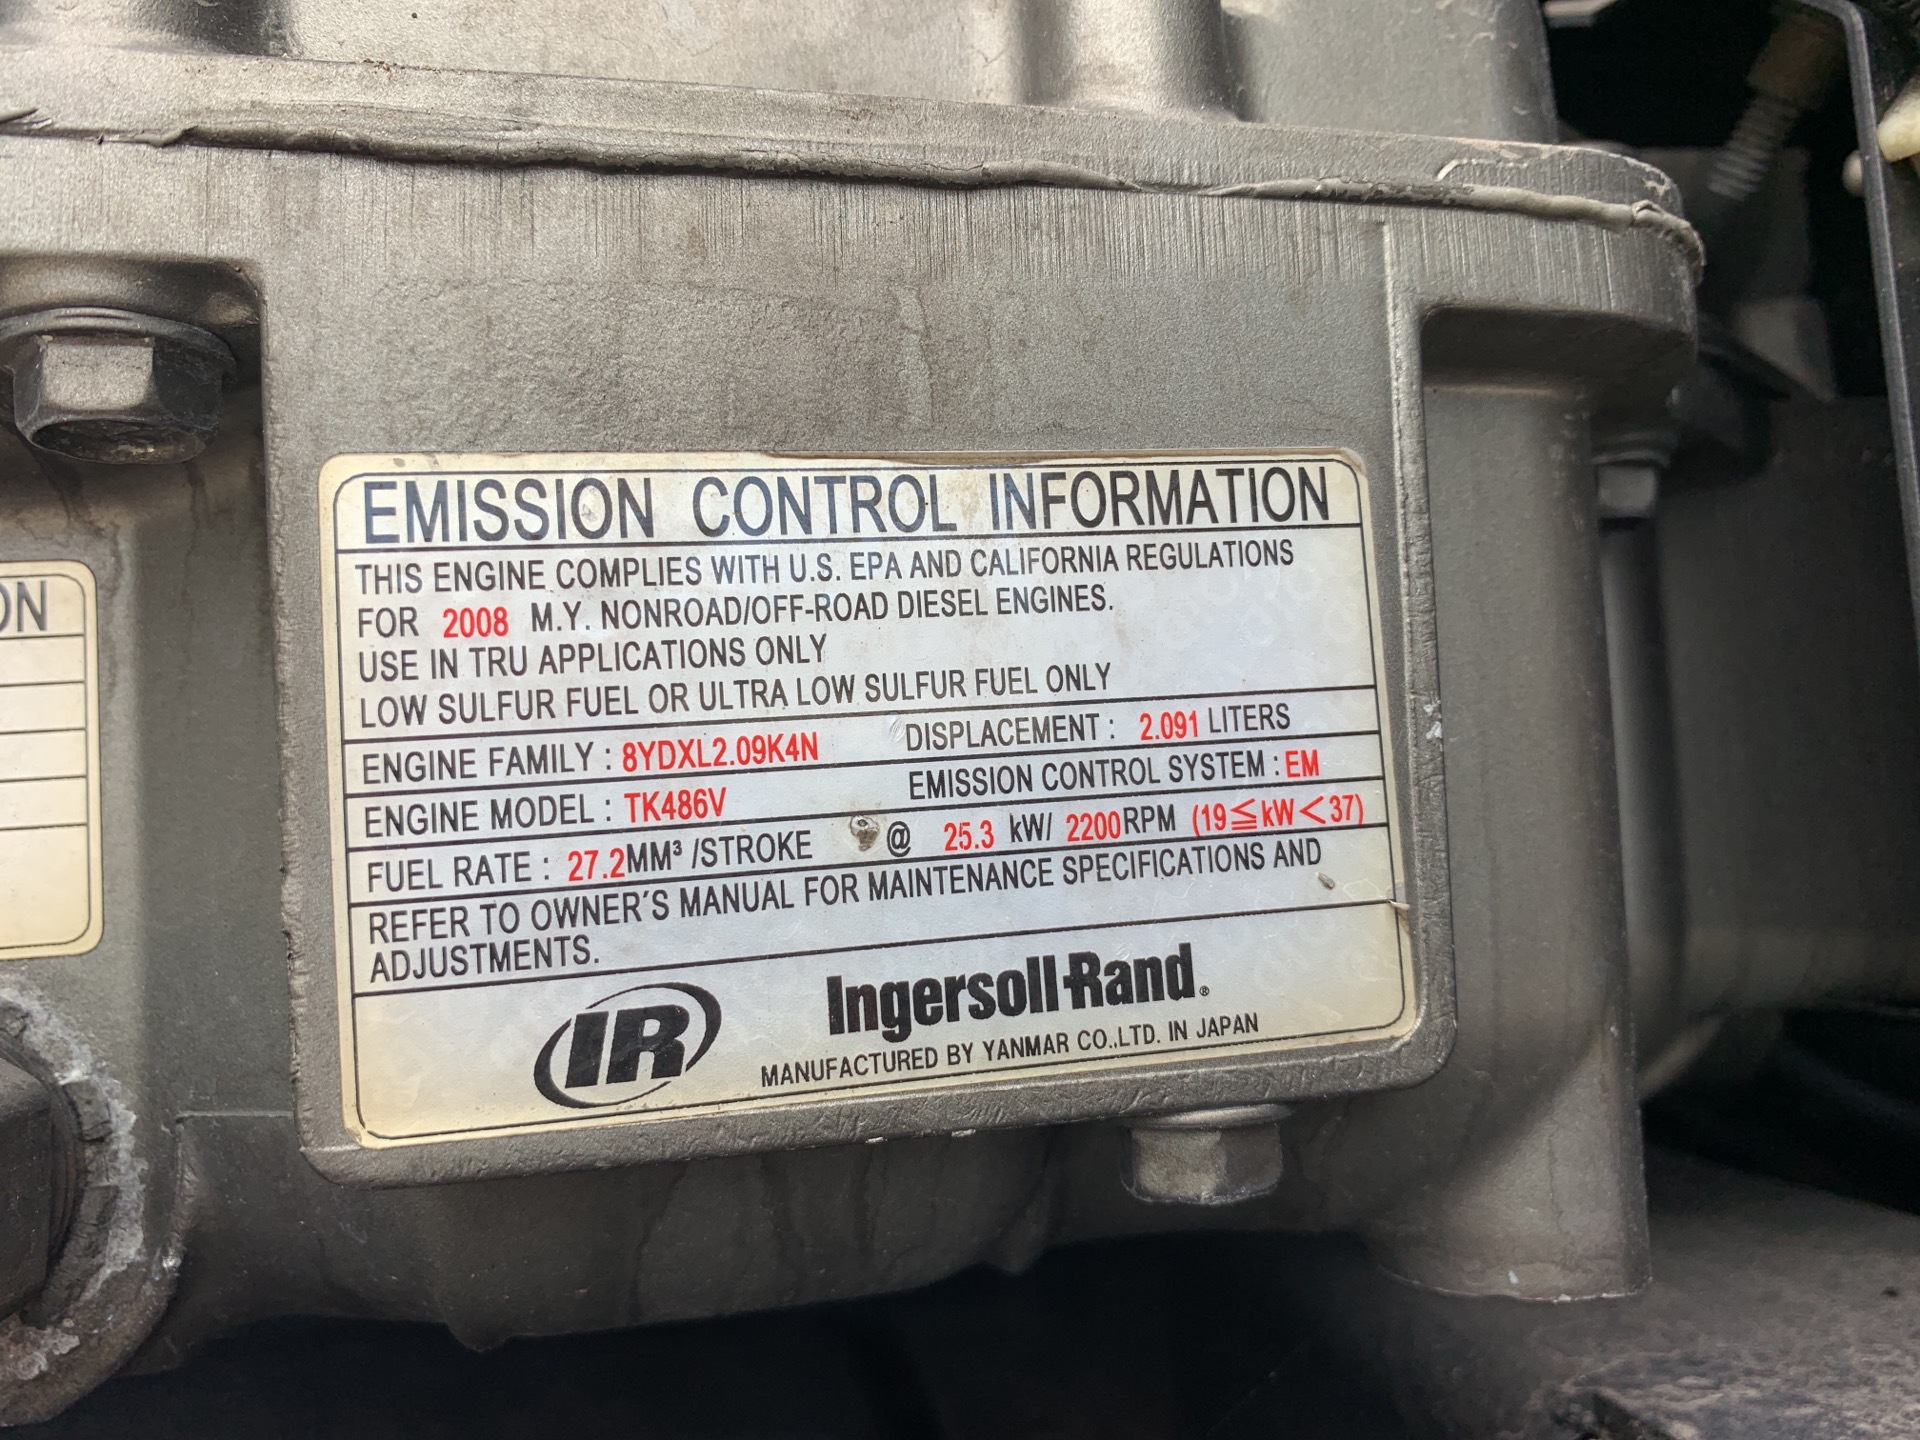 ON
EMISSION CONTROL INFORMATION
THIS ENGINE COMPLIES WITH U.S. EPA AND CALIFORNIA REGULATIONS
FOR 2008 M.Y. NONROAD/OFF-ROAD DIESEL ENGINES.
USE IN TRU APPLICATIONS ONLY
LOW SULFUR FUEL OR ULTRA LOW SULFUR FUEL ONLY
ENGINE FAMILY : 8YDXL2.09K4N DISPLACEMENT : 2.091 LITERS
ENGINE MODEL : TK486V EMISSION CONTROL SYSTEM : EM
FUEL RATE : 27.2MM³ /STROKE @ 25.3 kW/ 2200RPM (19≦kW<37)
REFER TO OWNER'S MANUAL FOR MAINTENANCE SPECIFICATIONS AND
ADJUSTMENTS.
IR Ingersoll-Rand®
MANUFACTURED BY YANMAR CO.,LTD. IN JAPAN